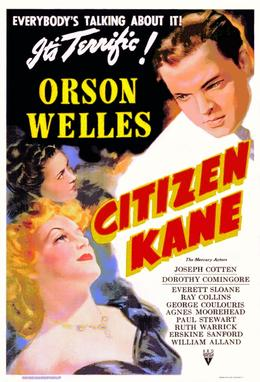 EVERYBODY'S TALKING ABOUT IT!
It's Terrific!
ORSON
WELLES
CITIZEN
KANE
The Mercury Actors
JOSEPH COTTEN
DOROTHY COMINGORE
EVERETT SLOANE
RAY COLLINS
GEORGE COULOURIS
AGNES MOOREHEAD
PAUL STEWART
RUTH WARRICK
ERSKINE SANFORD
WILLIAM ALLAND